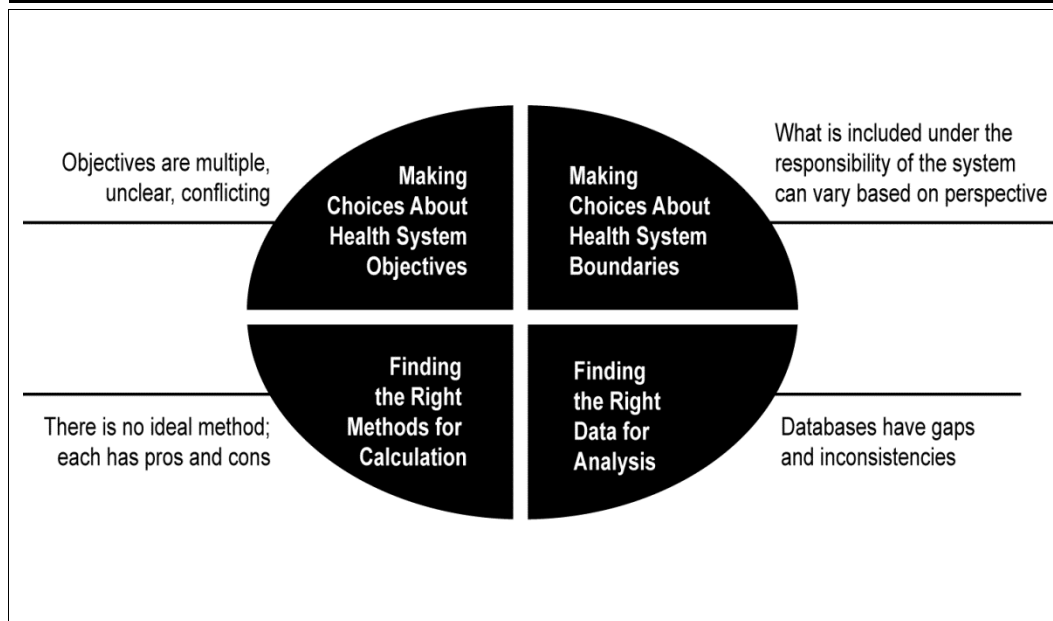 Objectives are multiple,
unclear, conflicting
Making
Choices About
Health System
Objectives
Making
Choices About
Health System
Boundaries
What is included under the
responsibility of the system
can vary based on perspective
There is no ideal method;
each has pros and cons
Finding
the Right
Methods for
Calculation
Finding
the Right
Data for
Analysis
Databases have gaps
and inconsistencies